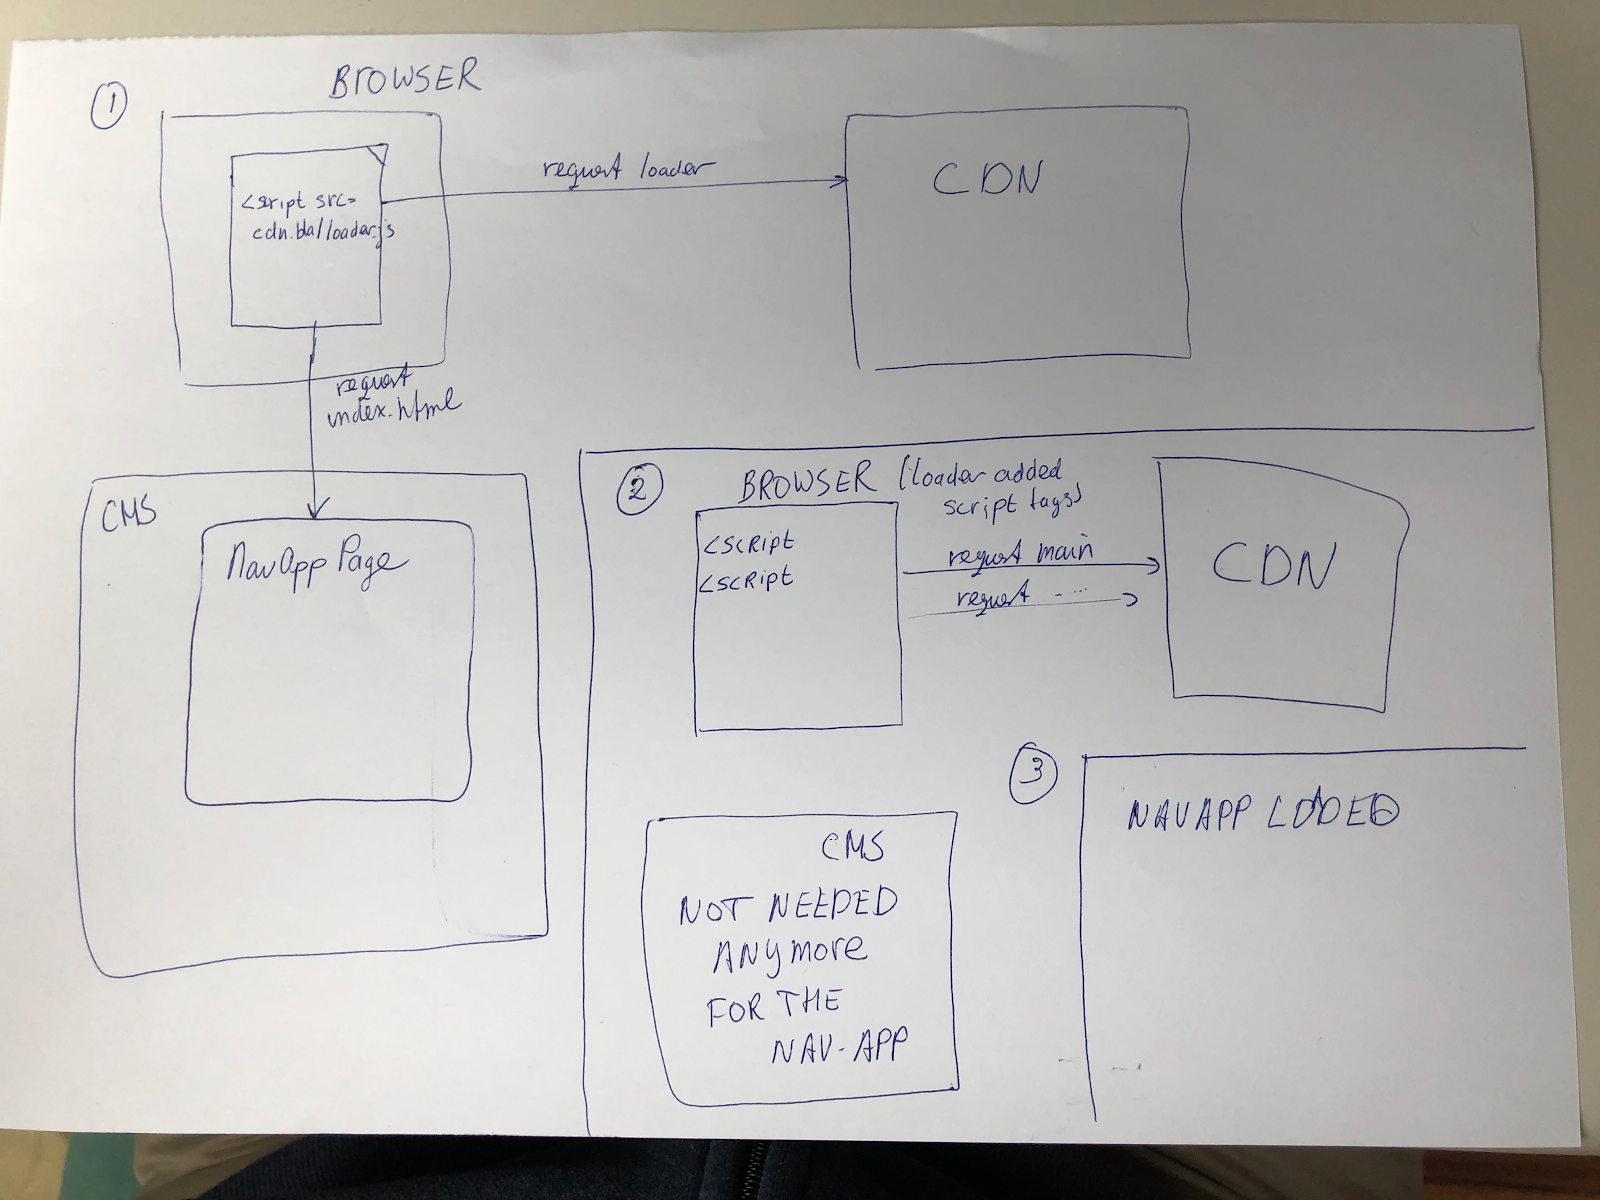 1
BROWSER
<script src=
cdn.bla/loader.js
request loader
CDN
request
index.html
CMS
NavApp Page
2
BROWSER (loader added
script tags)
<SCRIPT
<SCRIPT
request main
request - ...
CDN
CMS
NOT NEEDED
ANYmore
FOR THE
NAV-APP
3
NAVAPP LOADED